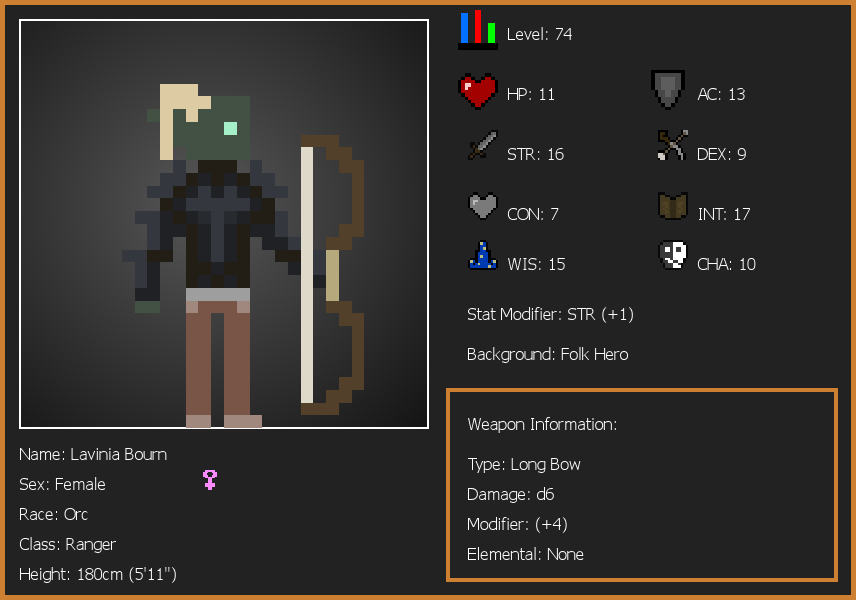 Level: 74
HP: 11
AC: 13
STR: 16
DEX: 9
CON: 7
INT: 17
WIS: 15
CHA: 10
Stat Modifier: STR (+1)
Background: Folk Hero
Weapon Information:
Type: Long Bow
Damage: d6
Modifier: (+4)
Elemental: None
Name: Lavinia Bourn
Sex: Female
Race: Orc
Class: Ranger
Height: 180cm (5'11")